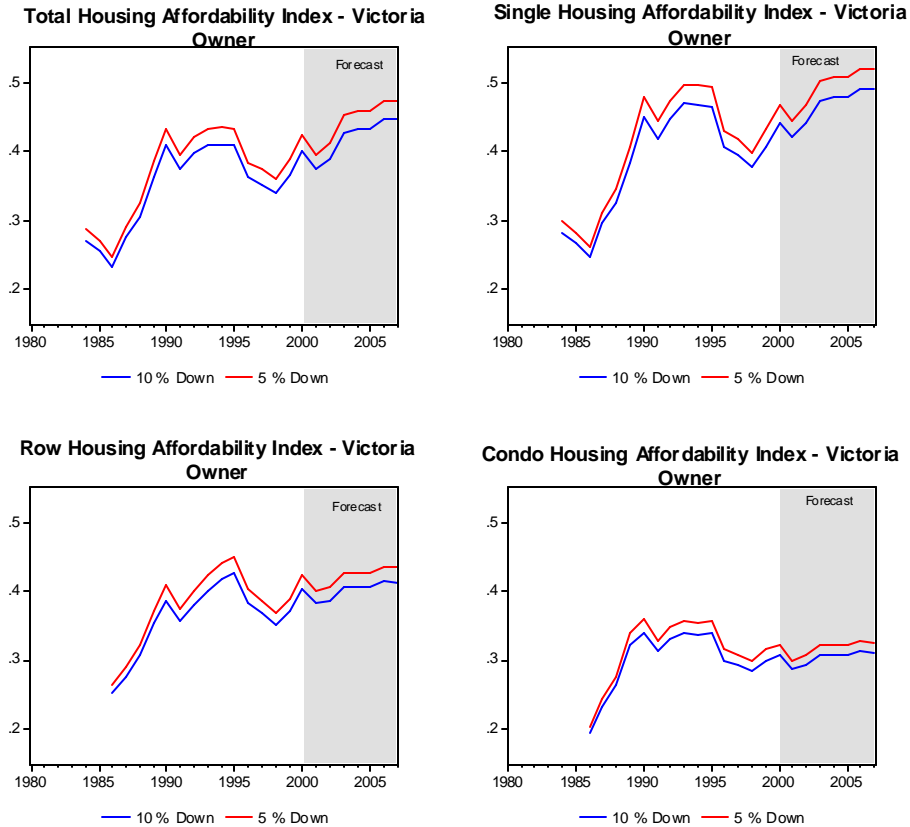 Total Housing Affordability Index - Victoria
Owner
Forecast
.5
.4
.3
.2
1980 1985 1990 1995 2000 2005
10 % Down 5 % Down
Single Housing Affordability Index - Victoria
Owner
Forecast
.5
.4
.3
.2
1980 1985 1990 1995 2000 2005
10 % Down 5 % Down
Row Housing Affordability Index - Victoria
Owner
Forecast
.5
.4
.3
.2
1980 1985 1990 1995 2000 2005
10 % Down 5 % Down
Condo Housing Affordability Index - Victoria
Owner
Forecast
.5
.4
.3
.2
1980 1985 1990 1995 2000 2005
10 % Down 5 % Down